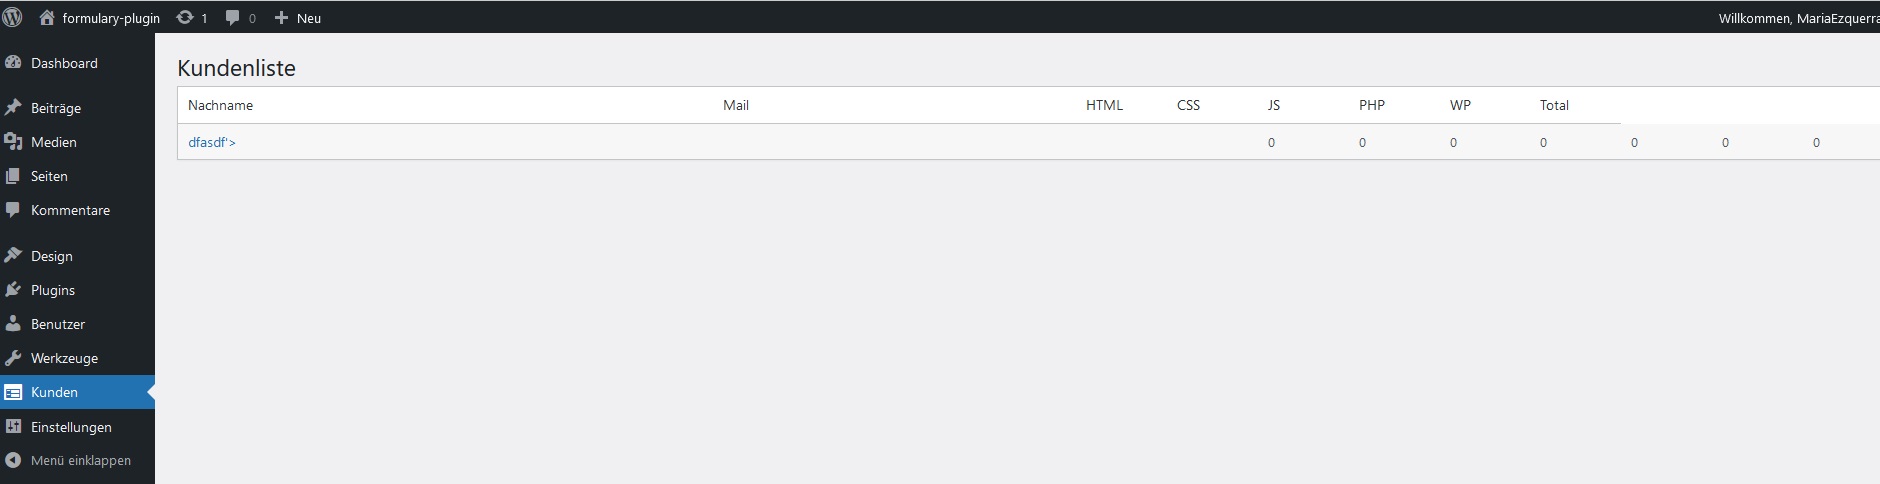 formulary-plugin 1 0 Neu Willkommen, MariaEzquerra
Dashboard
Beiträge
Medien
Seiten
Kommentare
Design
Plugins
Benutzer
Werkzeuge
Kunden
Einstellungen
Menü einklappen
Kundenliste
Nachname Mail HTML CSS JS PHP WP Total
dfasdf'> 0 0 0 0 0 0 0